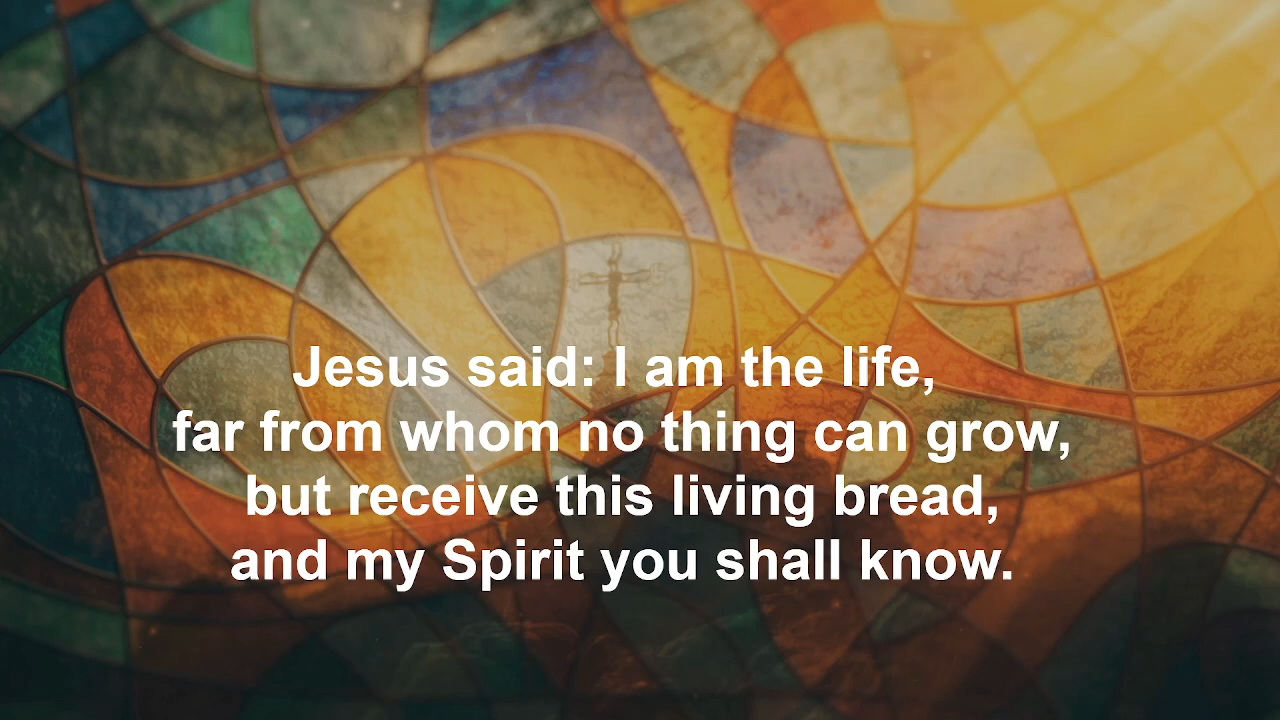 Jesus said: I am the life,
far from whom no thing can grow,
but receive this living bread,
and my Spirit you shall know.